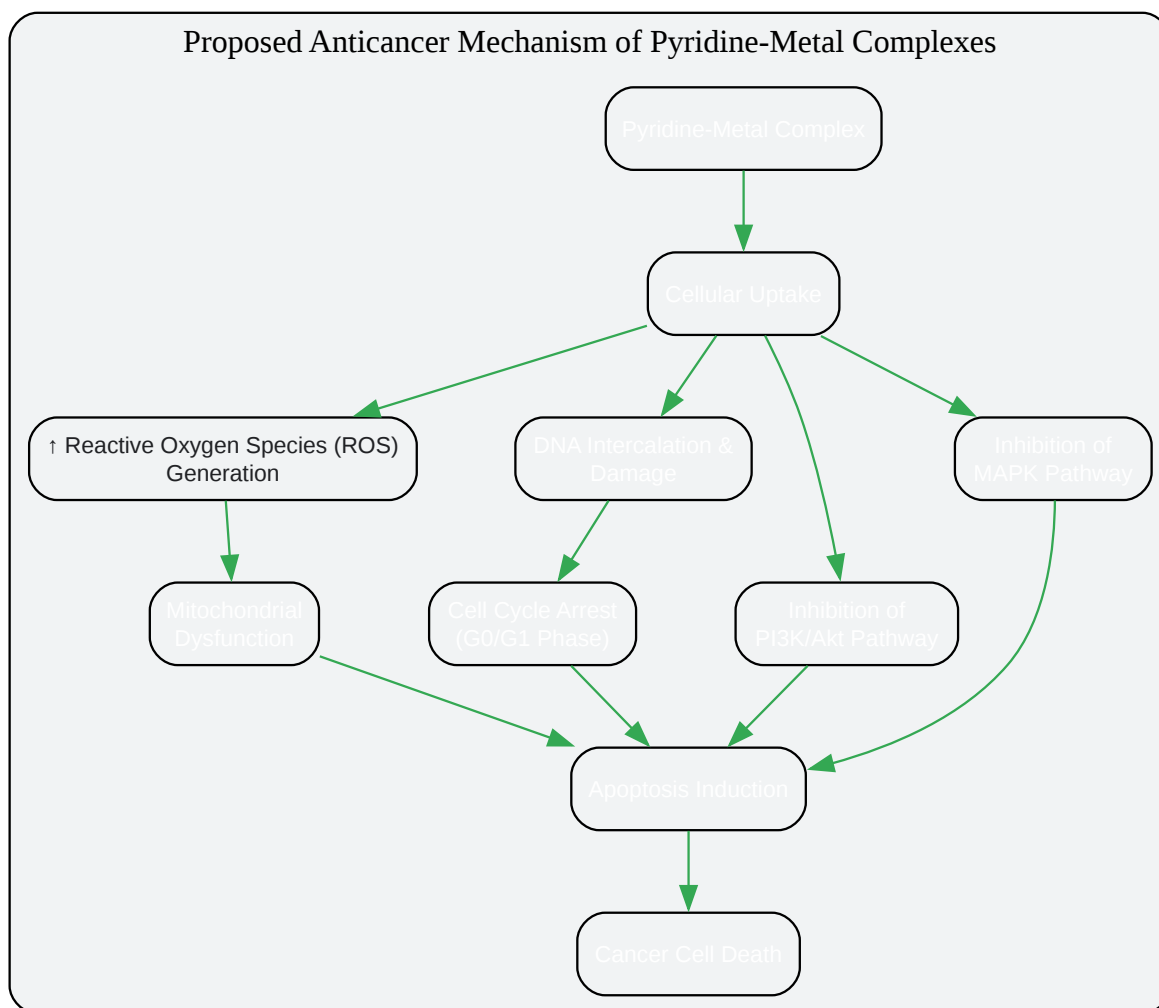 Proposed Anticancer Mechanism of Pyridine-Metal Complexes
Pyridine-Metal Complex
Cellular Uptake
↑ Reactive Oxygen Species (ROS)
Generation
DNA Intercalation &
Damage
Inhibition of
MAPK Pathway
Mitochondrial
Dysfunction
Cell Cycle Arrest
(G0/G1 Phase)
Inhibition of
PI3K/Akt Pathway
Apoptosis Induction
Cancer Cell Death